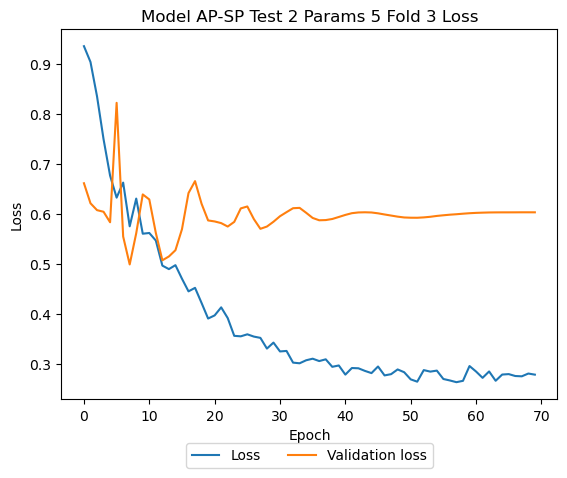 Model AP-SP Test 2 Params 5 Fold 3 Loss
Loss
0.9
0.8
0.7
0.6
0.5
0.4
0.3
0 10 20 30 40 50 60 70
Epoch
Loss Validation loss